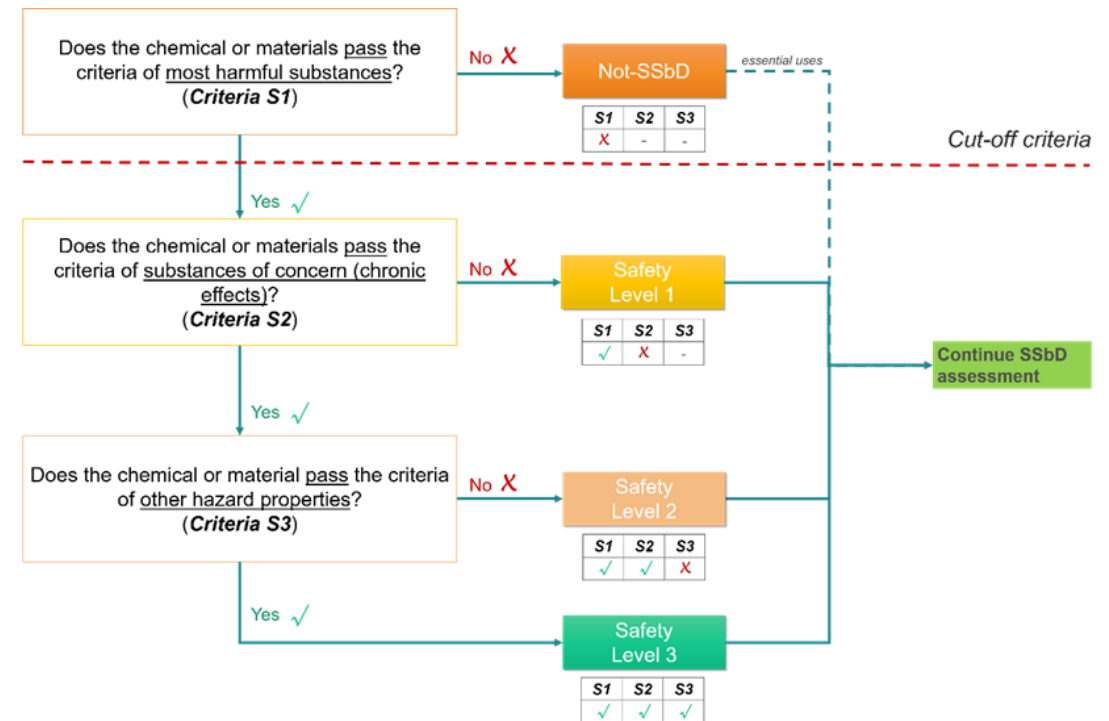 Does the chemical or materials pass the
criteria of most harmful substances?
(Criteria S1)
No X
Not-SSbD
essential uses
S1 S2 S3
X - -
Cut-off criteria
Yes √
Does the chemical or materials pass the
criteria of substances of concern (chronic
effects)?
(Criteria S2)
No X
Safety
Level 1
S1 S2 S3
√ X -
Continue SSbD
assessment
Yes √
Does the chemical or material pass the criteria
of other hazard properties?
(Criteria S3)
No X
Safety
Level 2
S1 S2 S3
√ √ X
Yes √
Safety
Level 3
S1 S2 S3
√ √ √